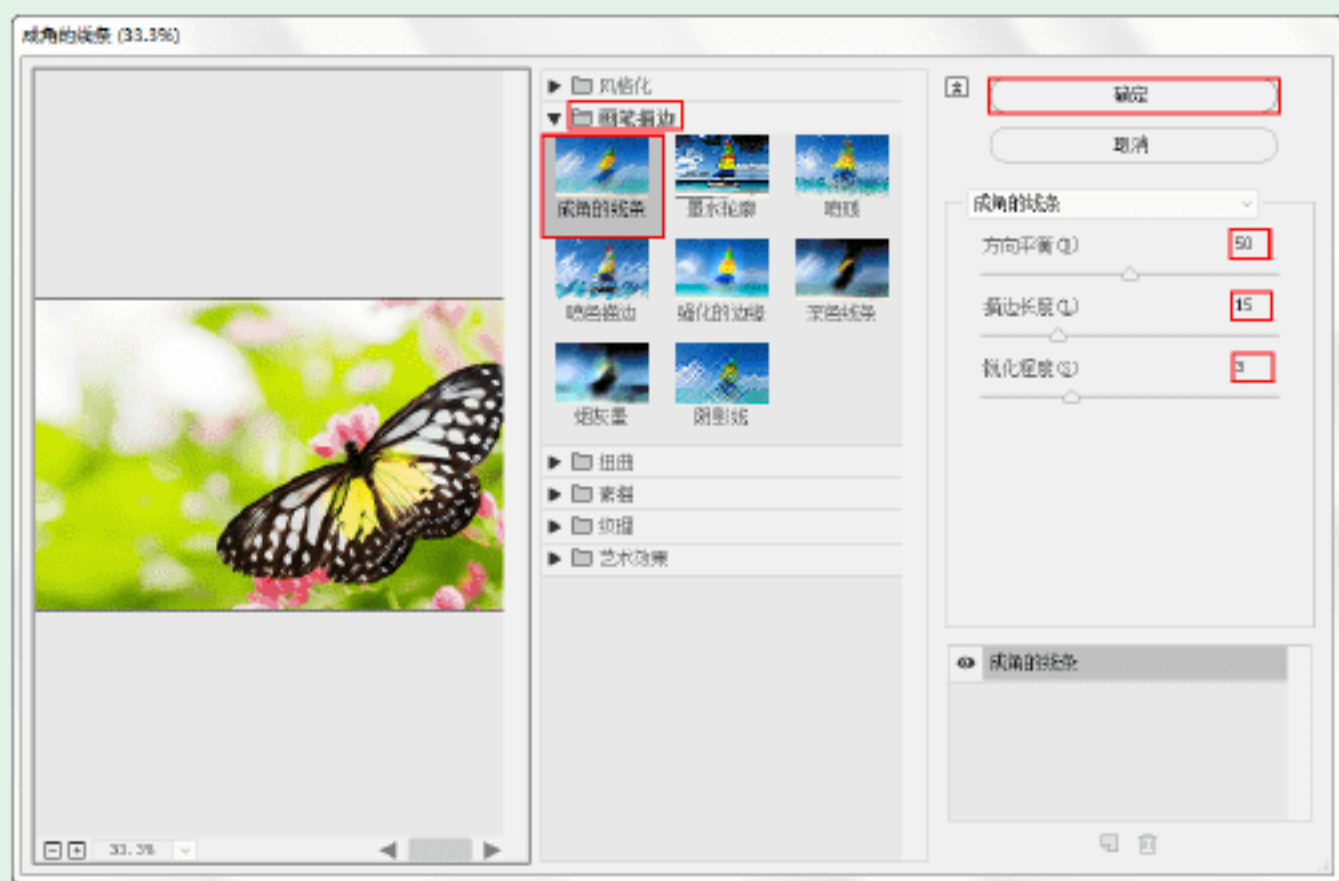 成角的线条 (33.3%)
风格化
画笔描边
成角的线条
墨水轮廓
喷溅
喷色描边
强化的边缘
深色线条
烟灰墨
阴影线
扭曲
素描
纹理
艺术效果
33.3%
确定
取消
成角的线条
方向平衡(D) 50
描边长度(L) 15
锐化程度(S) 3
成角的线条